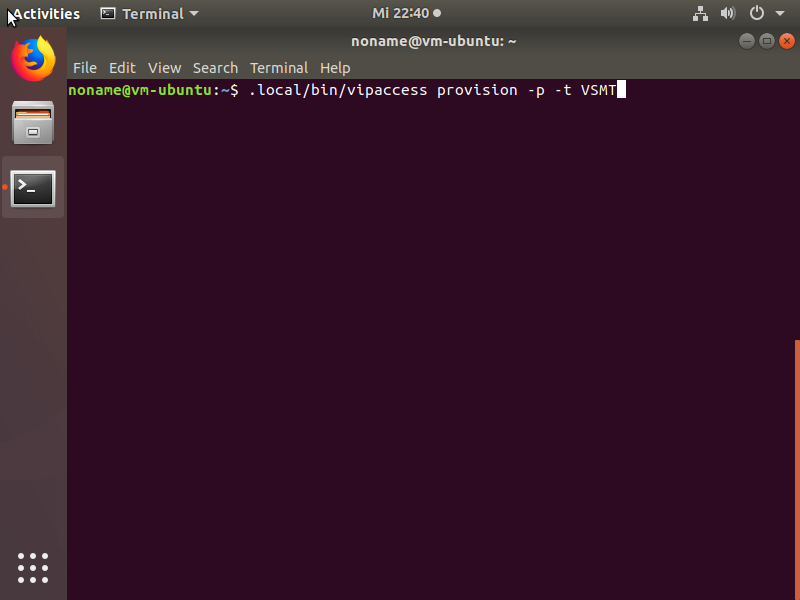 Activities Terminal Mi 22:40
noname@vm-ubuntu: ~
File Edit View Search Terminal Help
noname@vm-ubuntu:~$ .local/bin/vipaccess provision -p -t VSMT